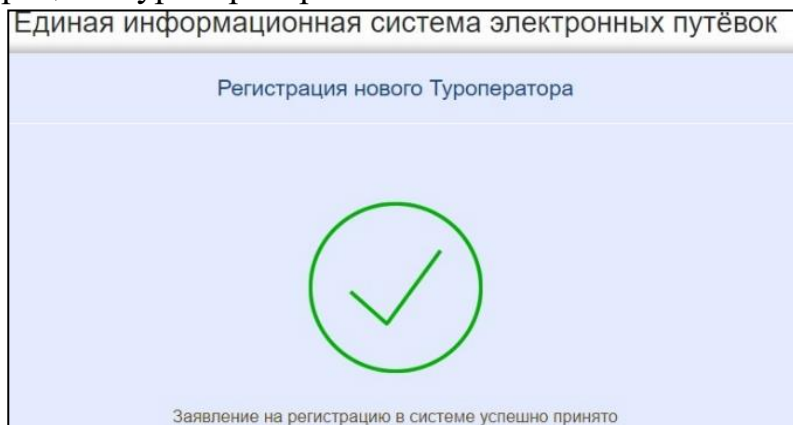 Единая информационная система электронных путёвок
Регистрация нового Туроператора
Заявление на регистрацию в системе успешно принято